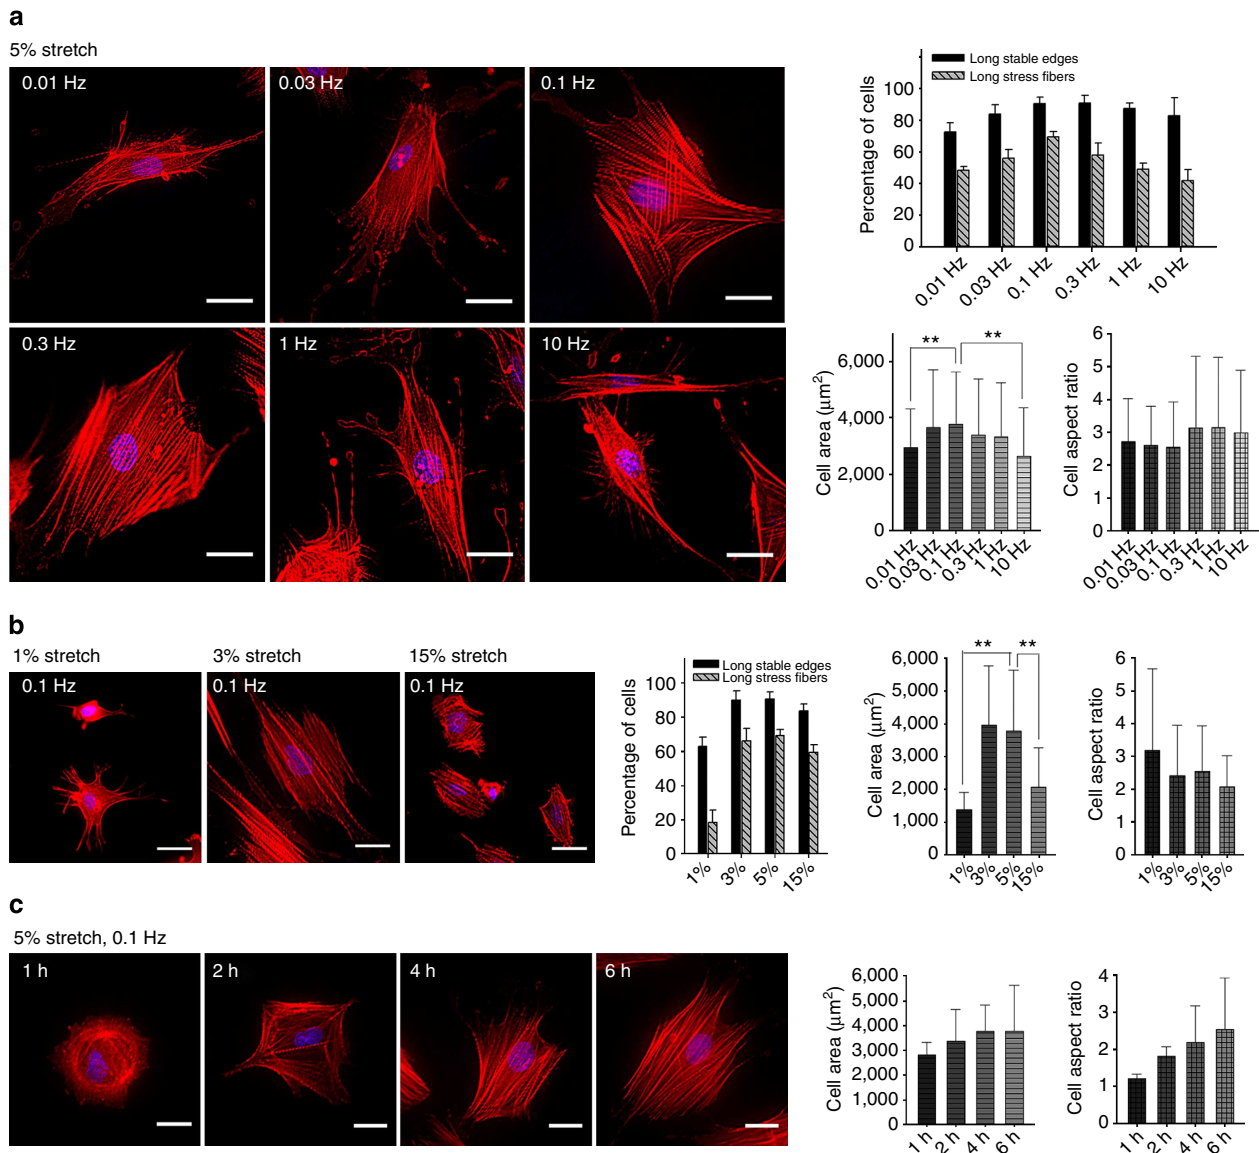 a
5% stretch
0.01 Hz
0.03 Hz
0.1 Hz
0.3 Hz
1 Hz
10 Hz
Long stable edges
Long stress fibers
Percentage of cells
100
80
60
40
20
0
0.01 Hz
0.03 Hz
0.1 Hz
0.3 Hz
1 Hz
10 Hz
** **
Cell area (μm²)
6,000
4,000
2,000
0
0.01 Hz
0.03 Hz
0.1 Hz
0.3 Hz
1 Hz
10 Hz
Cell aspect ratio
6
5
4
3
2
1
0
0.01 Hz
0.03 Hz
0.1 Hz
0.3 Hz
1 Hz
10 Hz
b
1% stretch
3% stretch
15% stretch
0.1 Hz
0.1 Hz
0.1 Hz
Long stable edges
Long stress fibers
Percentage of cells
100
80
60
40
20
0
1%
3%
5%
15%
** **
Cell area (μm²)
6,000
5,000
4,000
3,000
2,000
1,000
0
1%
3%
5%
15%
Cell aspect ratio
6
5
4
3
2
1
0
1%
3%
5%
15%
c
5% stretch, 0.1 Hz
1 h
2 h
4 h
6 h
Cell area (μm²)
6,000
5,000
4,000
3,000
2,000
1,000
0
1 h
2 h
4 h
6 h
Cell aspect ratio
4
3
2
1
0
1 h
2 h
4 h
6 h